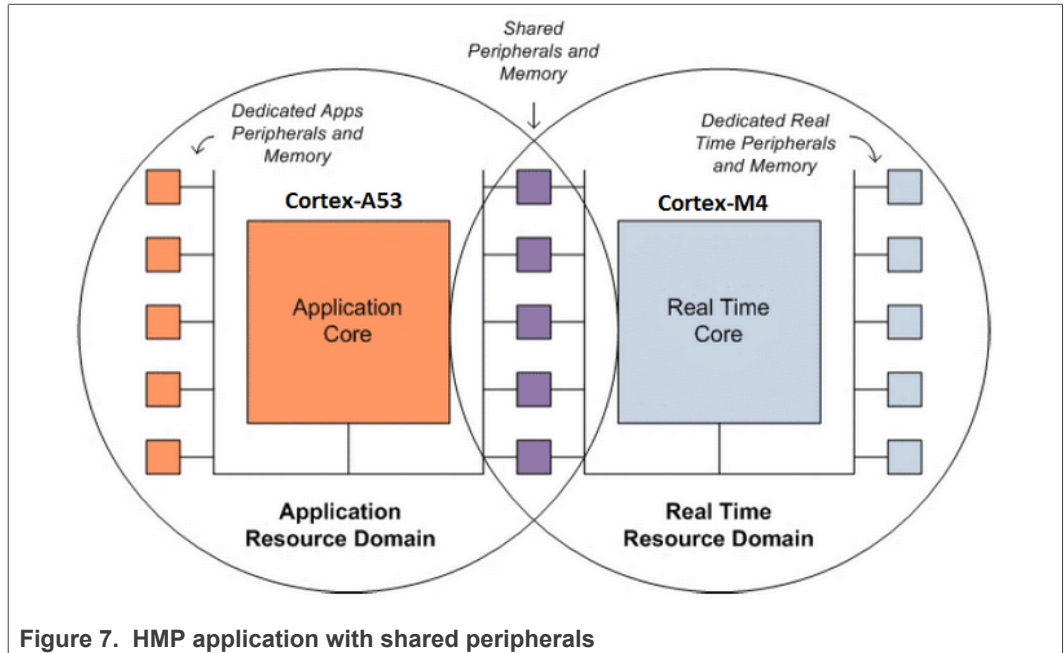 Shared
Peripherals and
Memory
Dedicated Apps
Peripherals and
Memory
Dedicated Real
Time Peripherals
and Memory
Cortex-A53
Cortex-M4
Application
Core
Real Time
Core
Application
Resource Domain
Real Time
Resource Domain
Figure 7. HMP application with shared peripherals